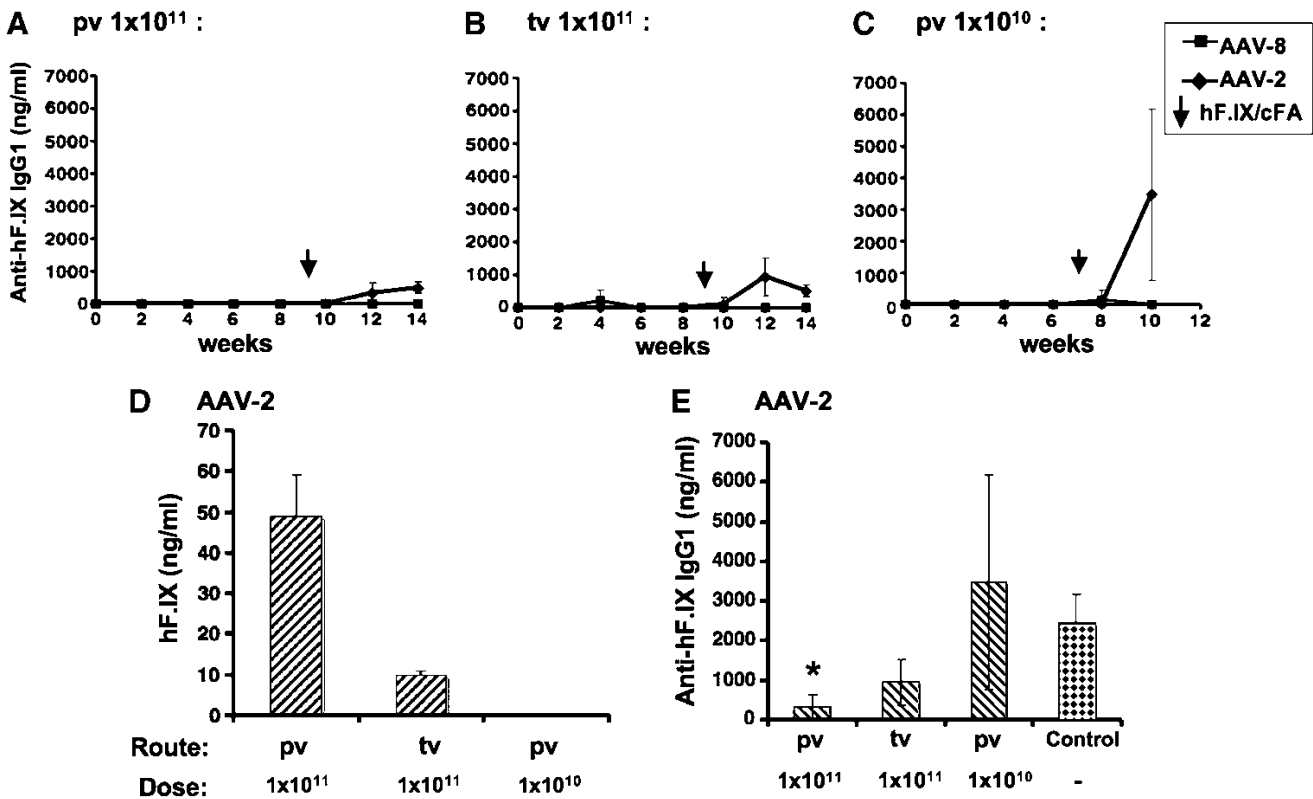 A pv 1x10¹¹ :
B tv 1x10¹¹ :
C pv 1x10¹⁰ :
AAV-8
AAV-2
hF.IX/cFA
Anti-hF.IX IgG1 (ng/ml)
7000
6000
5000
4000
3000
2000
1000
0
0 2 4 6 8 10 12 14
weeks
7000
6000
5000
4000
3000
2000
1000
0
0 2 4 6 8 10 12 14
weeks
7000
6000
5000
4000
3000
2000
1000
0
0 2 4 6 8 10 12
weeks
D AAV-2
hF.IX (ng/ml)
70
60
50
40
30
20
10
0
Route: pv tv pv
Dose: 1x10¹¹ 1x10¹¹ 1x10¹⁰
E AAV-2
Anti-hF.IX IgG1 (ng/ml)
7000
6000
5000
4000
3000
2000
1000
0
*
pv tv pv Control
1x10¹¹ 1x10¹¹ 1x10¹⁰ -